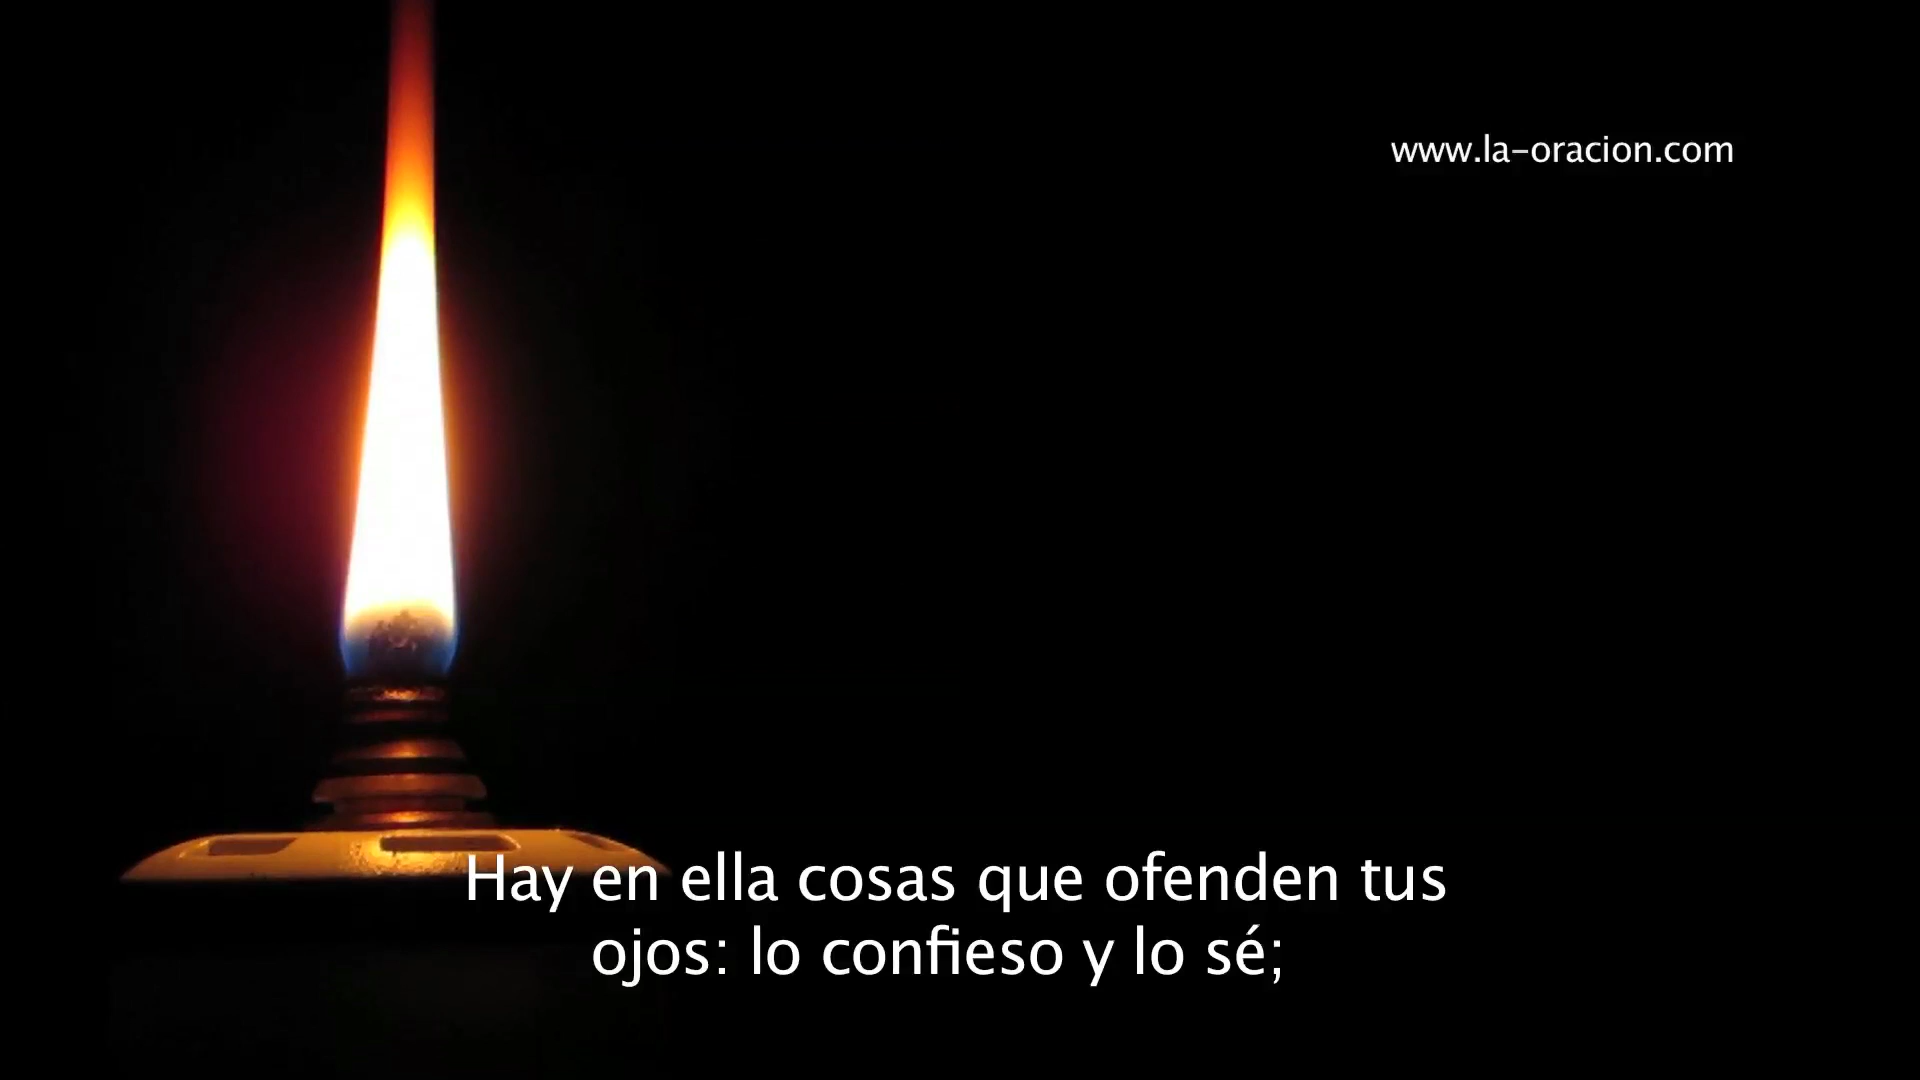 www.la-oracion.com
Hay en ella cosas que ofenden tus
ojos: lo confieso y lo sé;